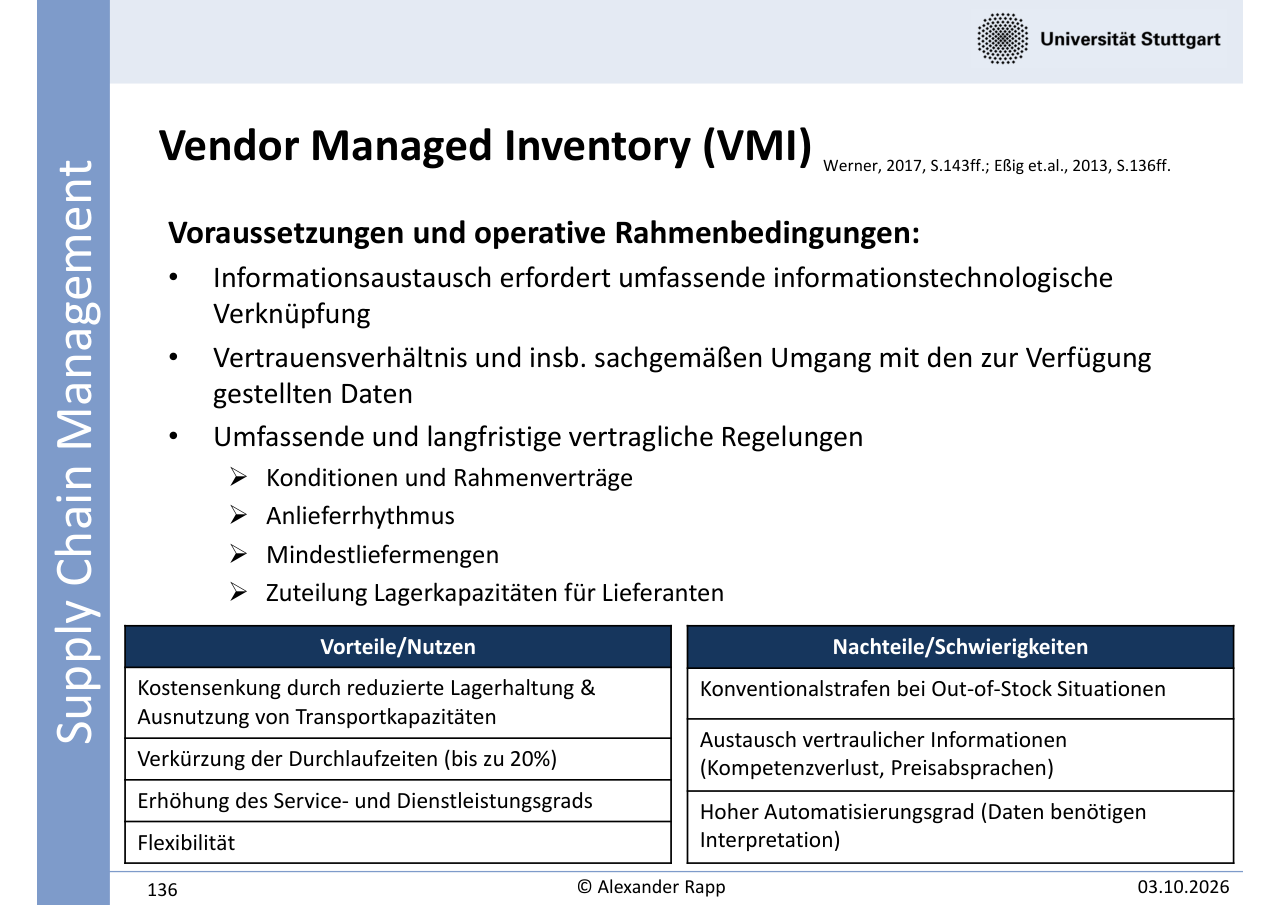 Universität Stuttgart
Supply Chain Management
Vendor Managed Inventory (VMI) Werner, 2017, S.143ff.; Eßig et.al., 2013, S.136ff.
Voraussetzungen und operative Rahmenbedingungen:
• Informationsaustausch erfordert umfassende informationstechnologische
Verknüpfung
• Vertrauensverhältnis und insb. sachgemäßen Umgang mit den zur Verfügung
gestellten Daten
• Umfassende und langfristige vertragliche Regelungen
➢ Konditionen und Rahmenverträge
➢ Anlieferrhythmus
➢ Mindestliefermengen
➢ Zuteilung Lagerkapazitäten für Lieferanten
Vorteile/Nutzen
Kostensenkung durch reduzierte Lagerhaltung &
Ausnutzung von Transportkapazitäten
Verkürzung der Durchlaufzeiten (bis zu 20%)
Erhöhung des Service- und Dienstleistungsgrads
Flexibilität
Nachteile/Schwierigkeiten
Konventionalstrafen bei Out-of-Stock Situationen
Austausch vertraulicher Informationen
(Kompetenzverlust, Preisabsprachen)
Hoher Automatisierungsgrad (Daten benötigen
Interpretation)
136
© Alexander Rapp
03.10.2026